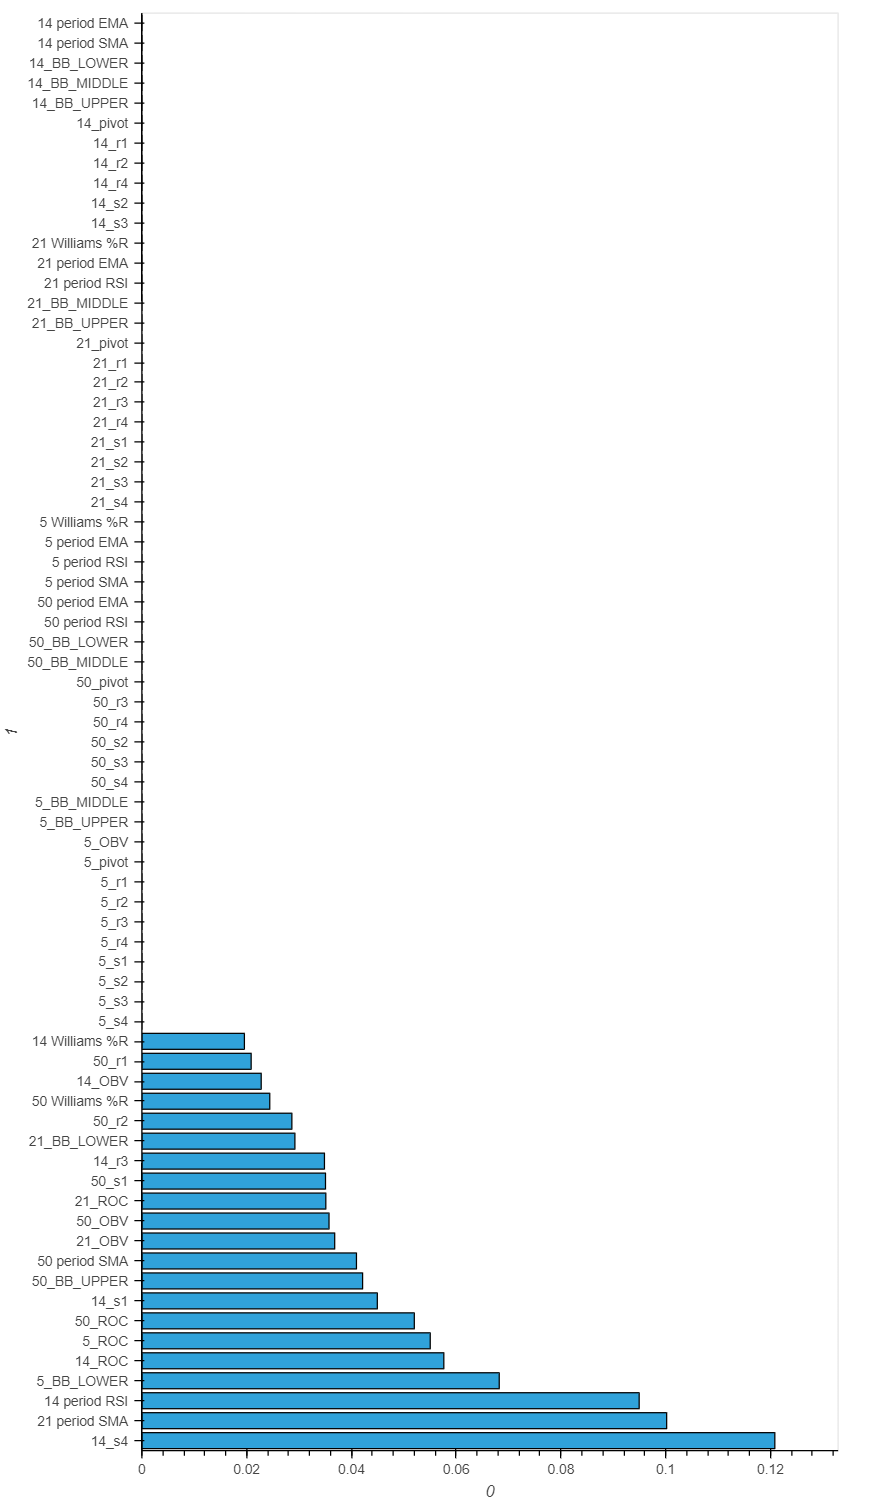 14 period EMA
14 period SMA
14_BB_LOWER
14_BB_MIDDLE
14_BB_UPPER
14_pivot
14_r1
14_r2
14_r4
14_s2
14_s3
21 Williams %R
21 period EMA
21 period RSI
21_BB_MIDDLE
21_BB_UPPER
21_pivot
21_r1
21_r2
21_r3
21_r4
21_s1
21_s2
21_s3
21_s4
5 Williams %R
5 period EMA
5 period RSI
5 period SMA
50 period EMA
50 period RSI
50_BB_LOWER
50_BB_MIDDLE
50_pivot
50_r3
50_r4
50_s2
50_s3
50_s4
5_BB_MIDDLE
5_BB_UPPER
5_OBV
5_pivot
5_r1
5_r2
5_r3
5_r4
5_s1
5_s2
5_s3
5_s4
14 Williams %R
50_r1
14_OBV
50 Williams %R
50_r2
21_BB_LOWER
14_r3
50_s1
21_ROC
50_OBV
21_OBV
50 period SMA
50_BB_UPPER
14_s1
50_ROC
5_ROC
14_ROC
5_BB_LOWER
14 period RSI
21 period SMA
14_s4
1
0 0.02 0.04 0.06 0.08 0.1 0.12
0